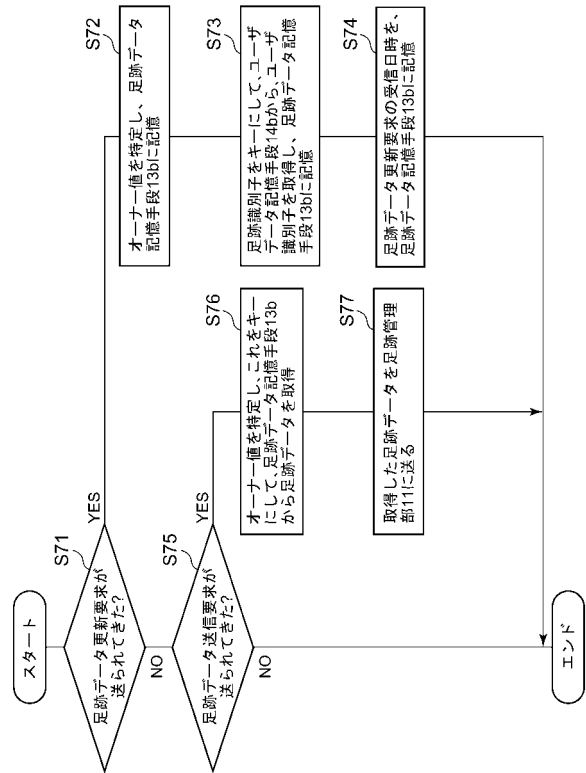 スタート
S71
足跡データ更新要求が
送られてきた?
YES
NO
S72
オーナー値を特定し、足跡データ
記憶手段13bに記憶
S73
足跡識別子をキーにして、ユーザ
データ記憶手段14bから、ユーザ
識別子を取得し、足跡データ記憶
手段13bに記憶
S74
足跡データ更新要求の受信日時を、
足跡データ記憶手段13bに記憶
S75
足跡データ送信要求が
送られてきた?
YES
NO
S76
オーナー値を特定し、これをキー
にして、足跡データ記憶手段13b
から足跡データを取得
S77
取得した足跡データを足跡管理
部11に送る
エンド